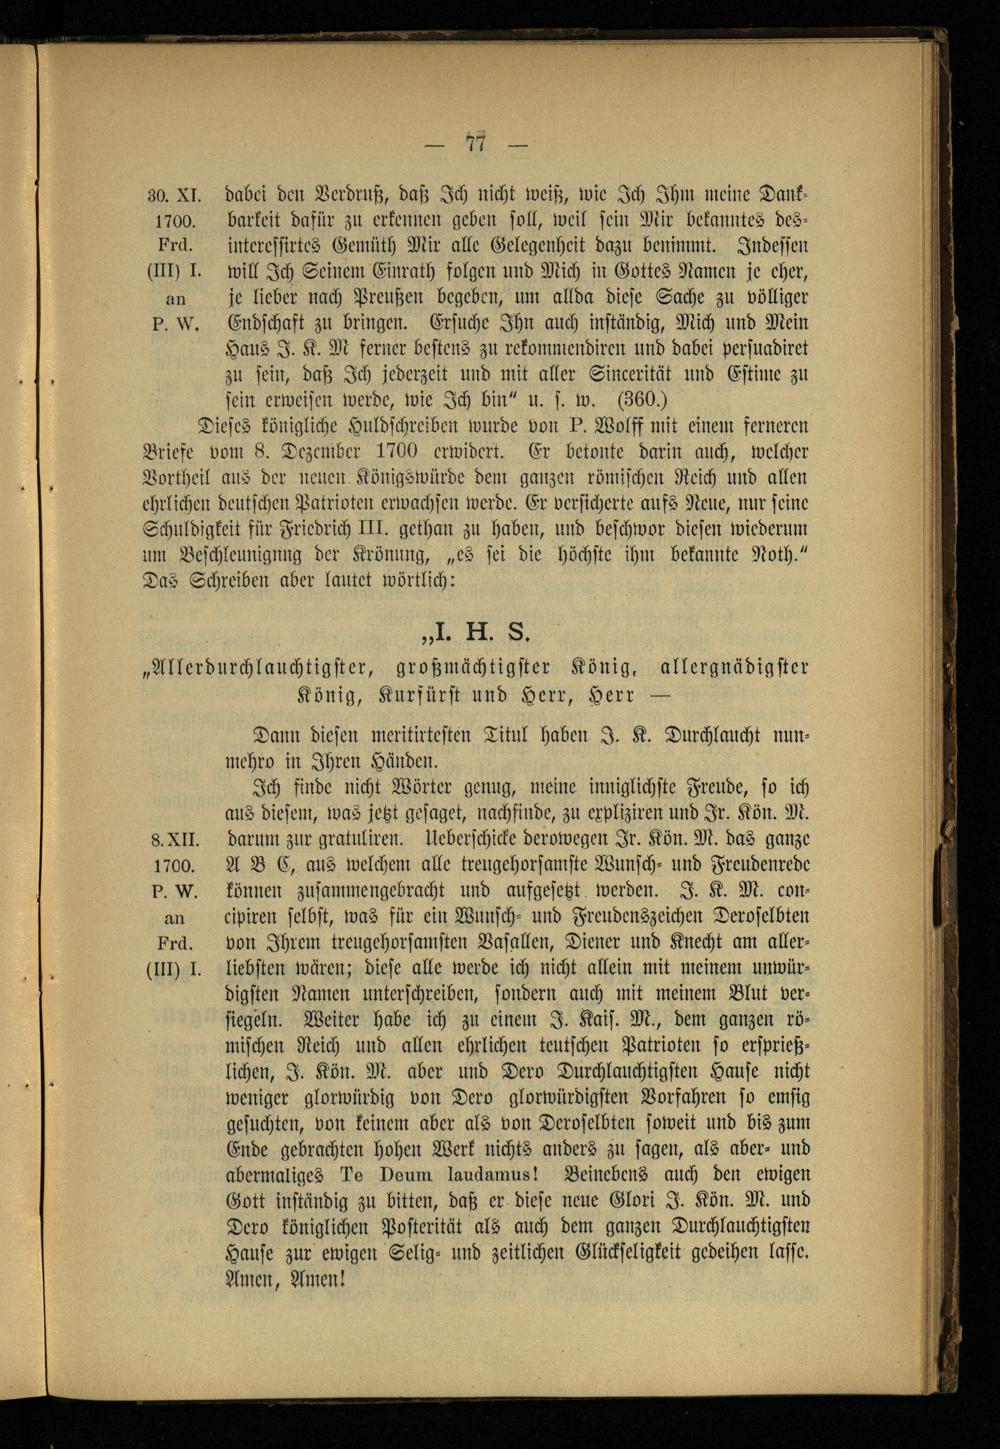 — 77 —
30. XI. dabei den Verdruß, daß Ich nicht weiß, wie Ich Ihm meine Dank-
1700. barkeit dafür zu erkennen geben soll, weil sein Mir bekanntes des-
Frd. interessirtes Gemüth Mir alle Gelegenheit dazu benimmt. Indessen
(III) I. will Ich Seinem Einrath folgen und Mich in Gottes Namen je eher,
an je lieber nach Preußen begeben, um allda diese Sache zu völliger
P. W. Endschaft zu bringen. Ersuche Ihn auch inständig, Mich und Mein
Haus J. K. M ferner bestens zu rekommendiren und dabei persuadiret
zu sein, daß Ich jederzeit und mit aller Sincerität und Estime zu
sein erweisen werde, wie Ich bin“ u. s. w. (360.)
Dieses königliche Huldschreiben wurde von P. Wolff mit einem ferneren
Briefe vom 8. Dezember 1700 erwidert. Er betonte darin auch, welcher
Vortheil aus der neuen Königswürde dem ganzen römischen Reich und allen
ehrlichen deutschen Patrioten erwachsen werde. Er versicherte aufs Neue, nur seine
Schuldigkeit für Friedrich III. gethan zu haben, und beschwor diesen wiederum
um Beschleunigung der Krönung, „es sei die höchste ihm bekannte Noth.“
Das Schreiben aber lautet wörtlich:
„I. H. S.
„Allerdurchlauchtigster, großmächtigster König, allergnädigster
König, Kurfürst und Herr, Herr —
Dann diesen meritirtesten Titul haben J. K. Durchlaucht nun-
mehro in Ihren Händen.
Ich finde nicht Wörter genug, meine inniglichste Freude, so ich
aus diesem, was jetzt gesaget, nachfinde, zu expliziren und Jr. Kön. M.
8. XII. darum zur gratuliren. Ueberschicke derowegen Jr. Kön. M. das ganze
1700. A B C, aus welchem alle treugehorsamste Wunsch- und Freudenrede
P. W. können zusammengebracht und aufgesetzt werden. J. K. M. con-
an cipiren selbst, was für ein Wunsch- und Freudenszeichen Deroselbten
Frd. von Ihrem treugehorsamsten Vasallen, Diener und Knecht am aller-
(III) I. liebsten wären; diese alle werde ich nicht allein mit meinem unwür-
digsten Namen unterschreiben, sondern auch mit meinem Blut ver-
siegeln. Weiter habe ich zu einem J. Kais. M., dem ganzen rö-
mischen Reich und allen ehrlichen teutschen Patrioten so ersprieß-
lichen, J. Kön. M. aber und Dero Durchlauchtigsten Hause nicht
weniger glorwürdig von Dero glorwürdigsten Vorfahren so emsig
gesuchten, von keinem aber als von Deroselbten soweit und bis zum
Ende gebrachten hohen Werk nichts anders zu sagen, als aber- und
abermaliges Te Deum laudamus! Beinebens auch den ewigen
Gott inständig zu bitten, daß er diese neue Glori J. Kön. M. und
Dero königlichen Posterität als auch dem ganzen Durchlauchtigsten
Hause zur ewigen Selig- und zeitlichen Glückseligkeit gedeihen lasse.
Amen, Amen!